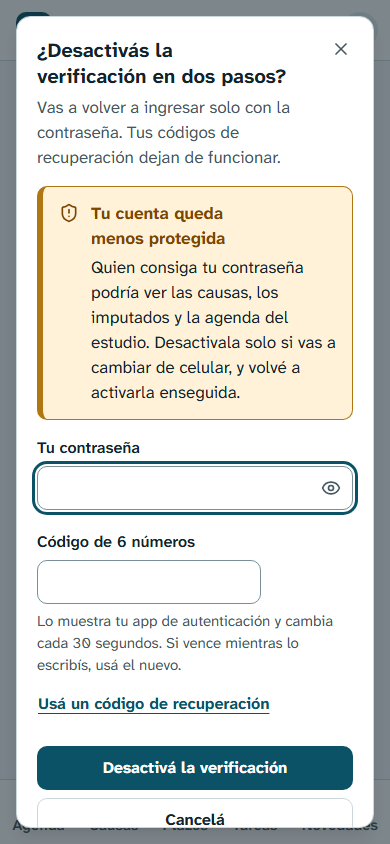 ¿Desactivás la
verificación en dos pasos?
Vas a volver a ingresar solo con la
contraseña. Tus códigos de
recuperación dejan de funcionar.
Tu cuenta queda
menos protegida
Quien consiga tu contraseña
podría ver las causas, los
imputados y la agenda del
estudio. Desactivala solo si vas a
cambiar de celular, y volvé a
activarla enseguida.
Tu contraseña
Código de 6 números
Lo muestra tu app de autenticación y cambia
cada 30 segundos. Si vence mientras lo
escribís, usá el nuevo.
Usá un código de recuperación
Desactivá la verificación
Cancelá